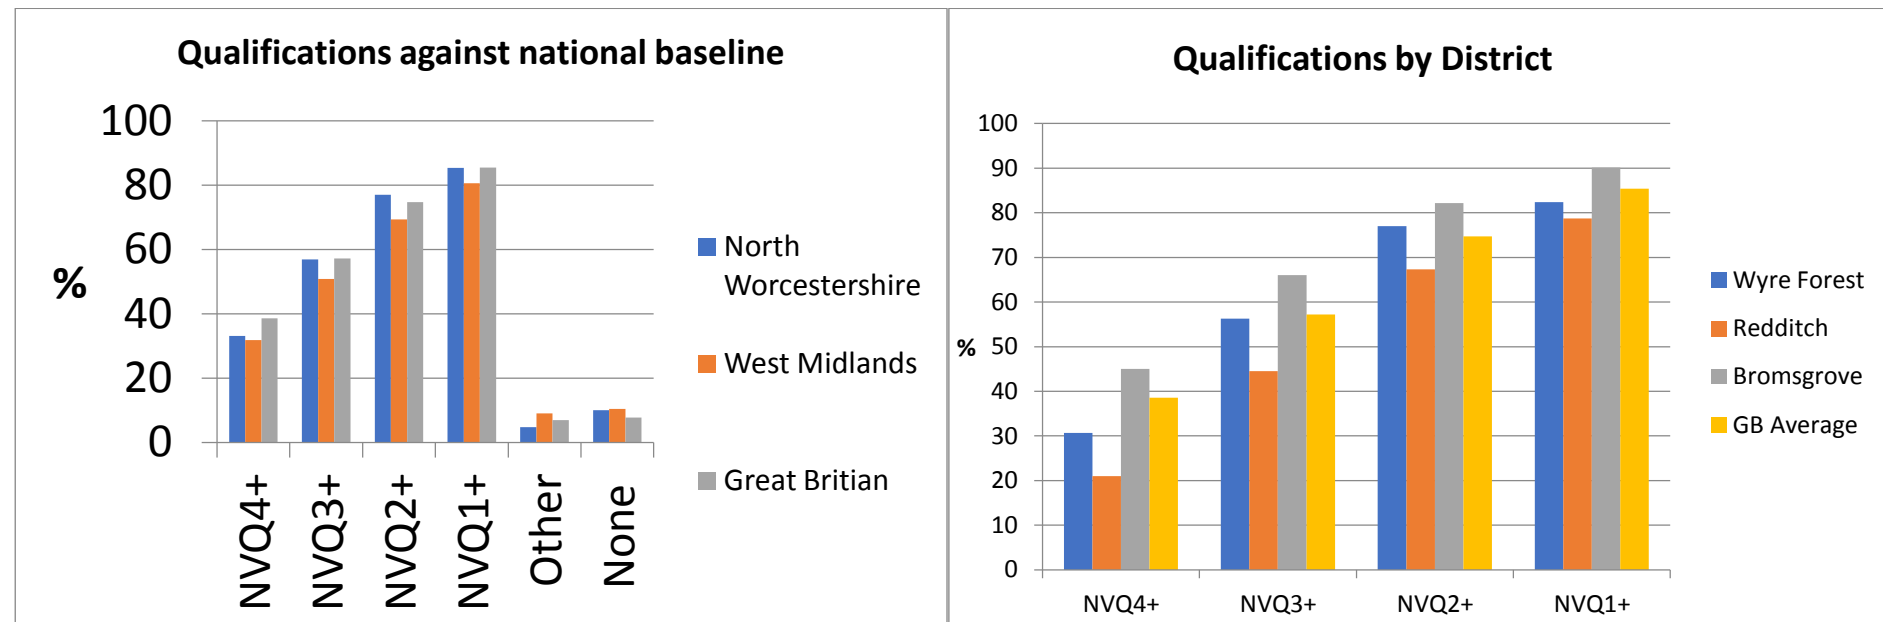 Qualifications against national baseline
100
80
60
40
20
0
%
NVQ4+
NVQ3+
NVQ2+
NVQ1+
Other
None
North
Worcestershire
West Midlands
Great Britian
Qualifications by District
100
90
80
70
60
50
40
30
20
10
0
%
NVQ4+
NVQ3+
NVQ2+
NVQ1+
Wyre Forest
Redditch
Bromsgrove
GB Average